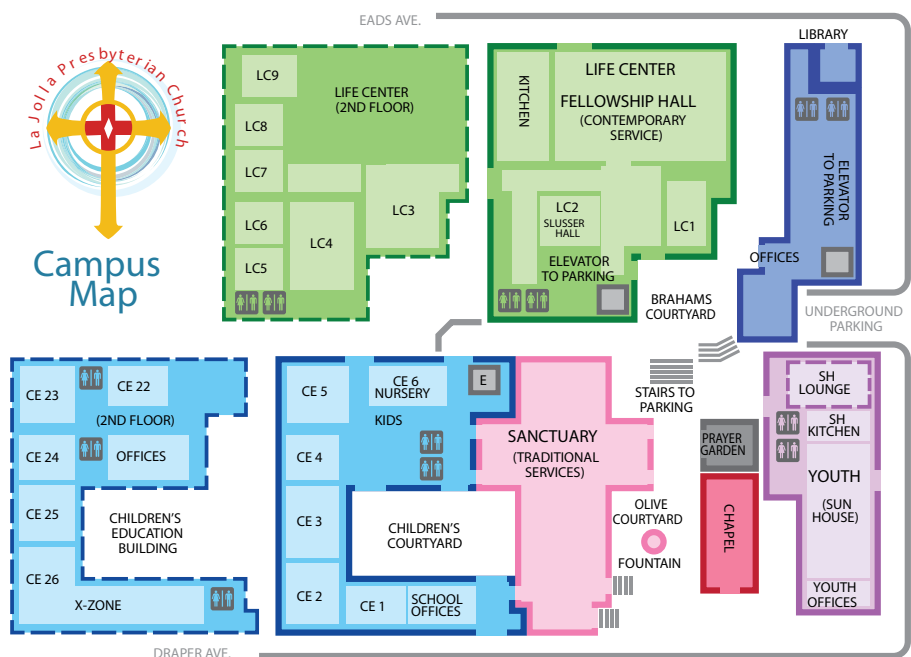 EADS AVE.
La Jolla Presbyterian Church
Campus
Map
LC9
LIFE CENTER
(2ND FLOOR)
LC8
LC7
LC6
LC5
LC4
LC3
KITCHEN
LIFE CENTER
FELLOWSHIP HALL
(CONTEMPORARY
SERVICE)
LC2
SLUSSER
HALL
LC1
ELEVATOR
TO PARKING
BRAHAMS
COURTYARD
LIBRARY
ELEVATOR
TO PARKING
OFFICES
UNDERGROUND
PARKING
CE 23
CE 22
(2ND FLOOR)
CE 24
OFFICES
CE 25
CHILDREN'S
EDUCATION
BUILDING
CE 26
X-ZONE
CE 5
CE 6
NURSERY
E
KIDS
CE 4
CE 3
CHILDREN'S
COURTYARD
CE 2
CE 1
SCHOOL
OFFICES
SANCTUARY
(TRADITIONAL
SERVICES)
STAIRS TO
PARKING
PRAYER
GARDEN
OLIVE
COURTYARD
FOUNTAIN
CHAPEL
SH
LOUNGE
SH
KITCHEN
YOUTH
(SUN
HOUSE)
YOUTH
OFFICES
DRAPER AVE.